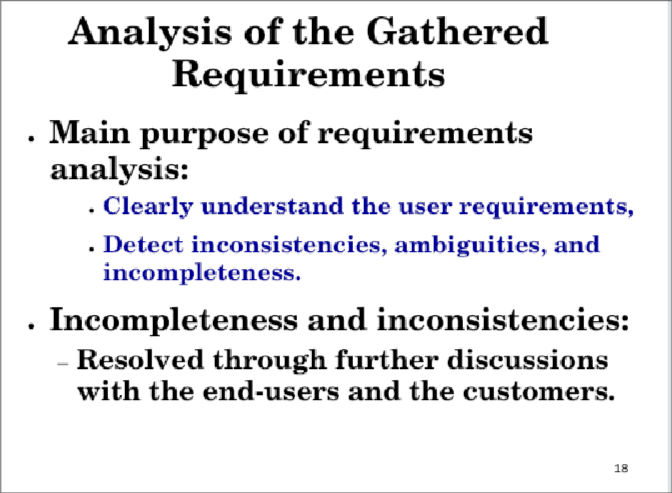 Analysis of the Gathered
Requirements
• Main purpose of requirements
analysis:
• Clearly understand the user requirements,
• Detect inconsistencies, ambiguities, and
incompleteness.
• Incompleteness and inconsistencies:
– Resolved through further discussions
with the end-users and the customers.
18